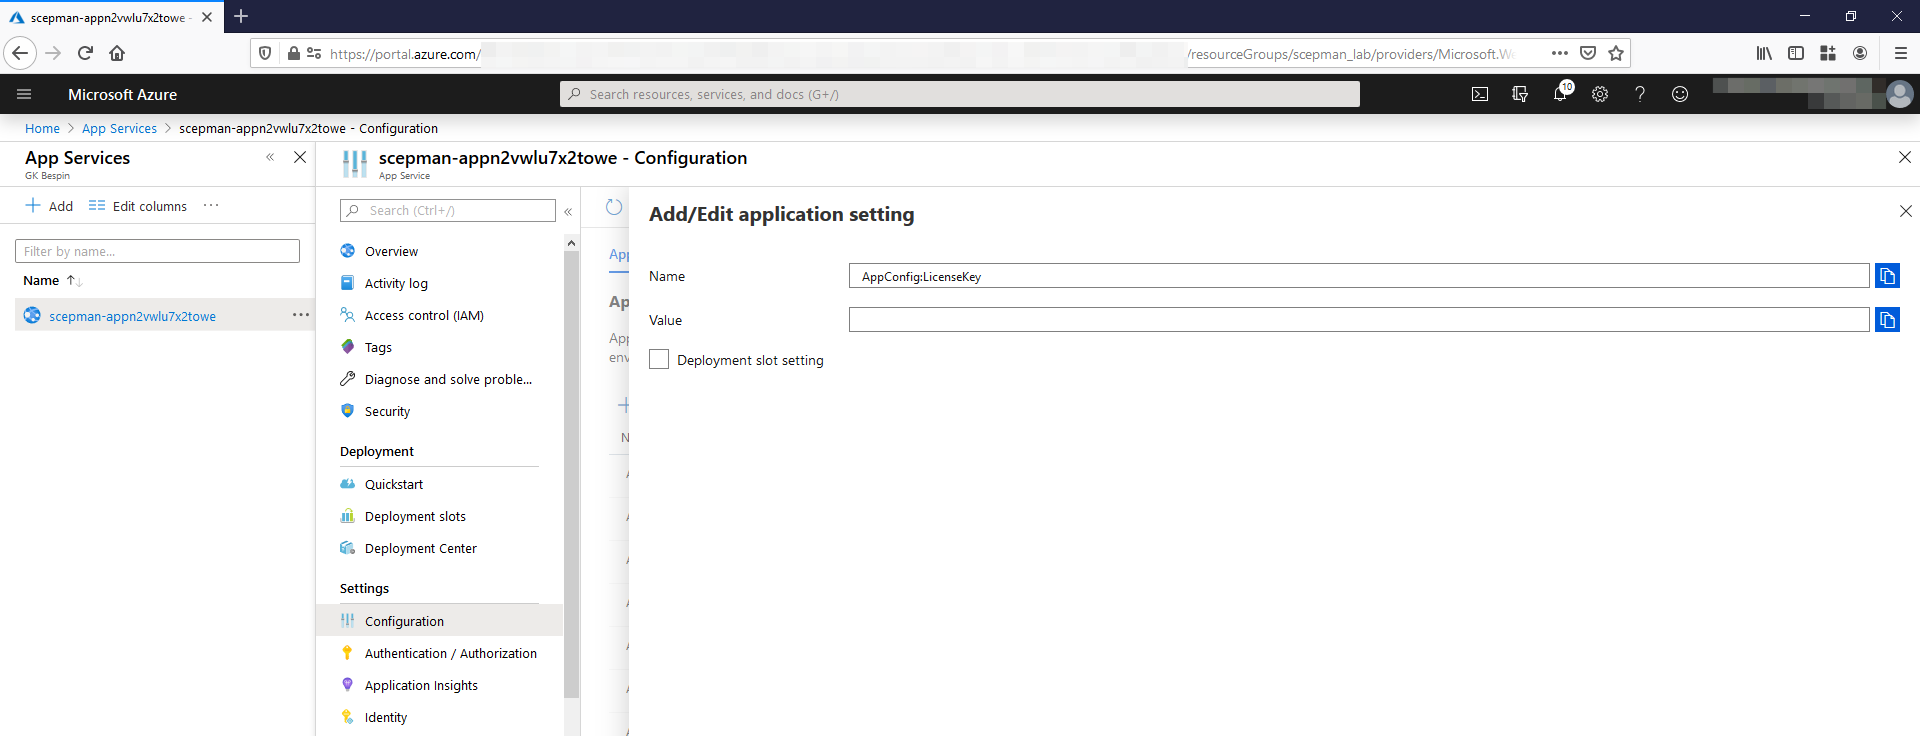 scepman-appn2vwlu7x2towe -
https://portal.azure.com/
/resourceGroups/scepman_lab/providers/Microsoft.We
Microsoft Azure
Search resources, services, and docs (G+/)
10
Home > App Services > scepman-appn2vwlu7x2towe - Configuration
App Services
GK Bespin
Add
Edit columns
Filter by name...
Name
scepman-appn2vwlu7x2towe
scepman-appn2vwlu7x2towe - Configuration
App Service
Search (Ctrl+/)
Overview
Activity log
Access control (IAM)
Tags
Diagnose and solve proble...
Security
Deployment
Quickstart
Deployment slots
Deployment Center
Settings
Configuration
Authentication / Authorization
Application Insights
Identity
App
Ap
App
env
N
Add/Edit application setting
Name
AppConfig:LicenseKey
Value
Deployment slot setting